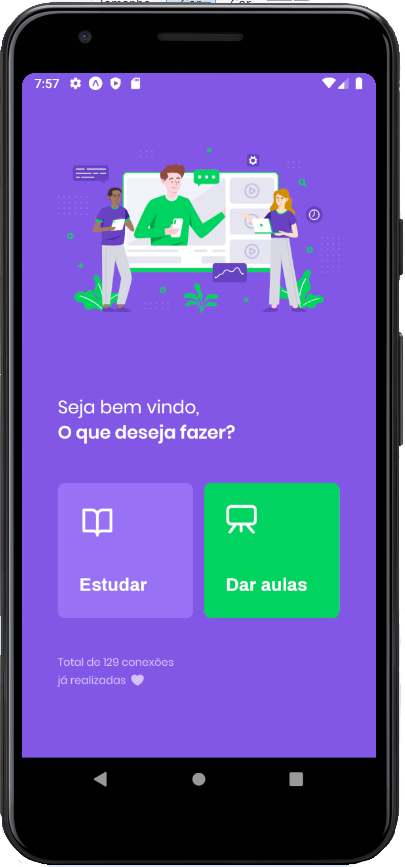 7:57
Seja bem vindo,
O que deseja fazer?
Estudar
Dar aulas
Total de 129 conexões
já realizadas